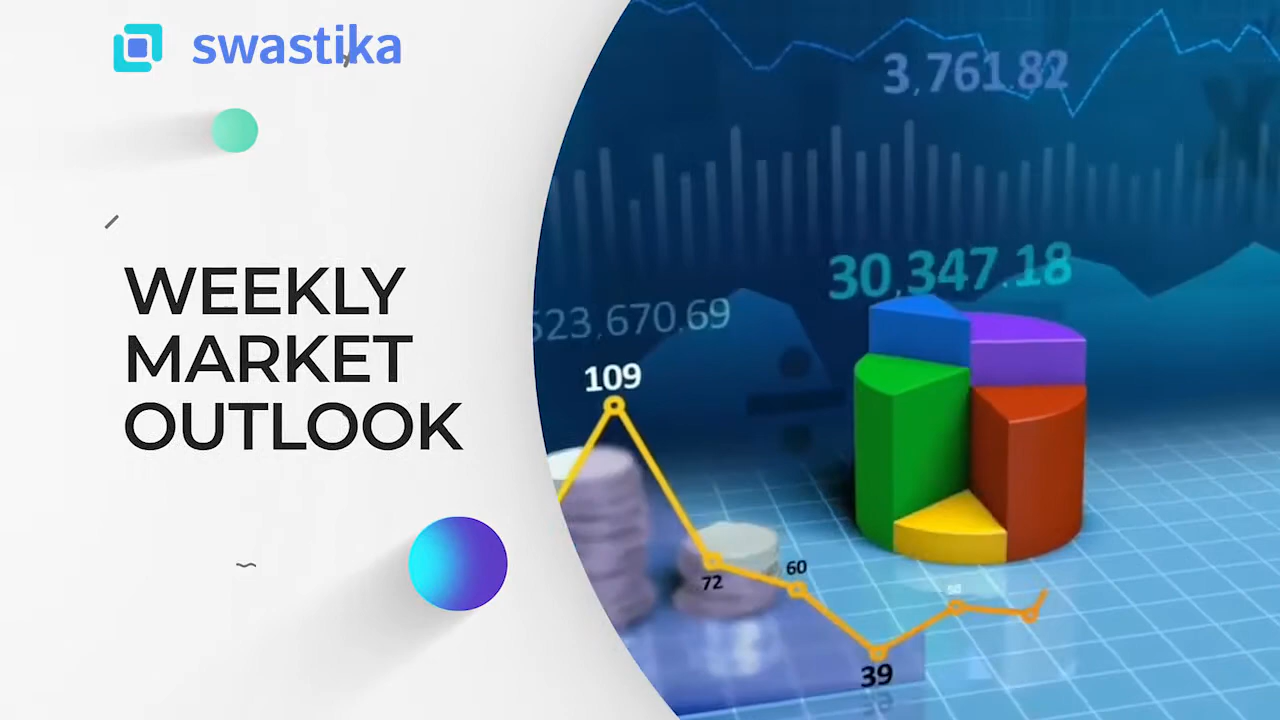 swastika
WEEKLY
MARKET
OUTLOOK
3,761.82
30,347.18
523,670.69
109
72
60
39